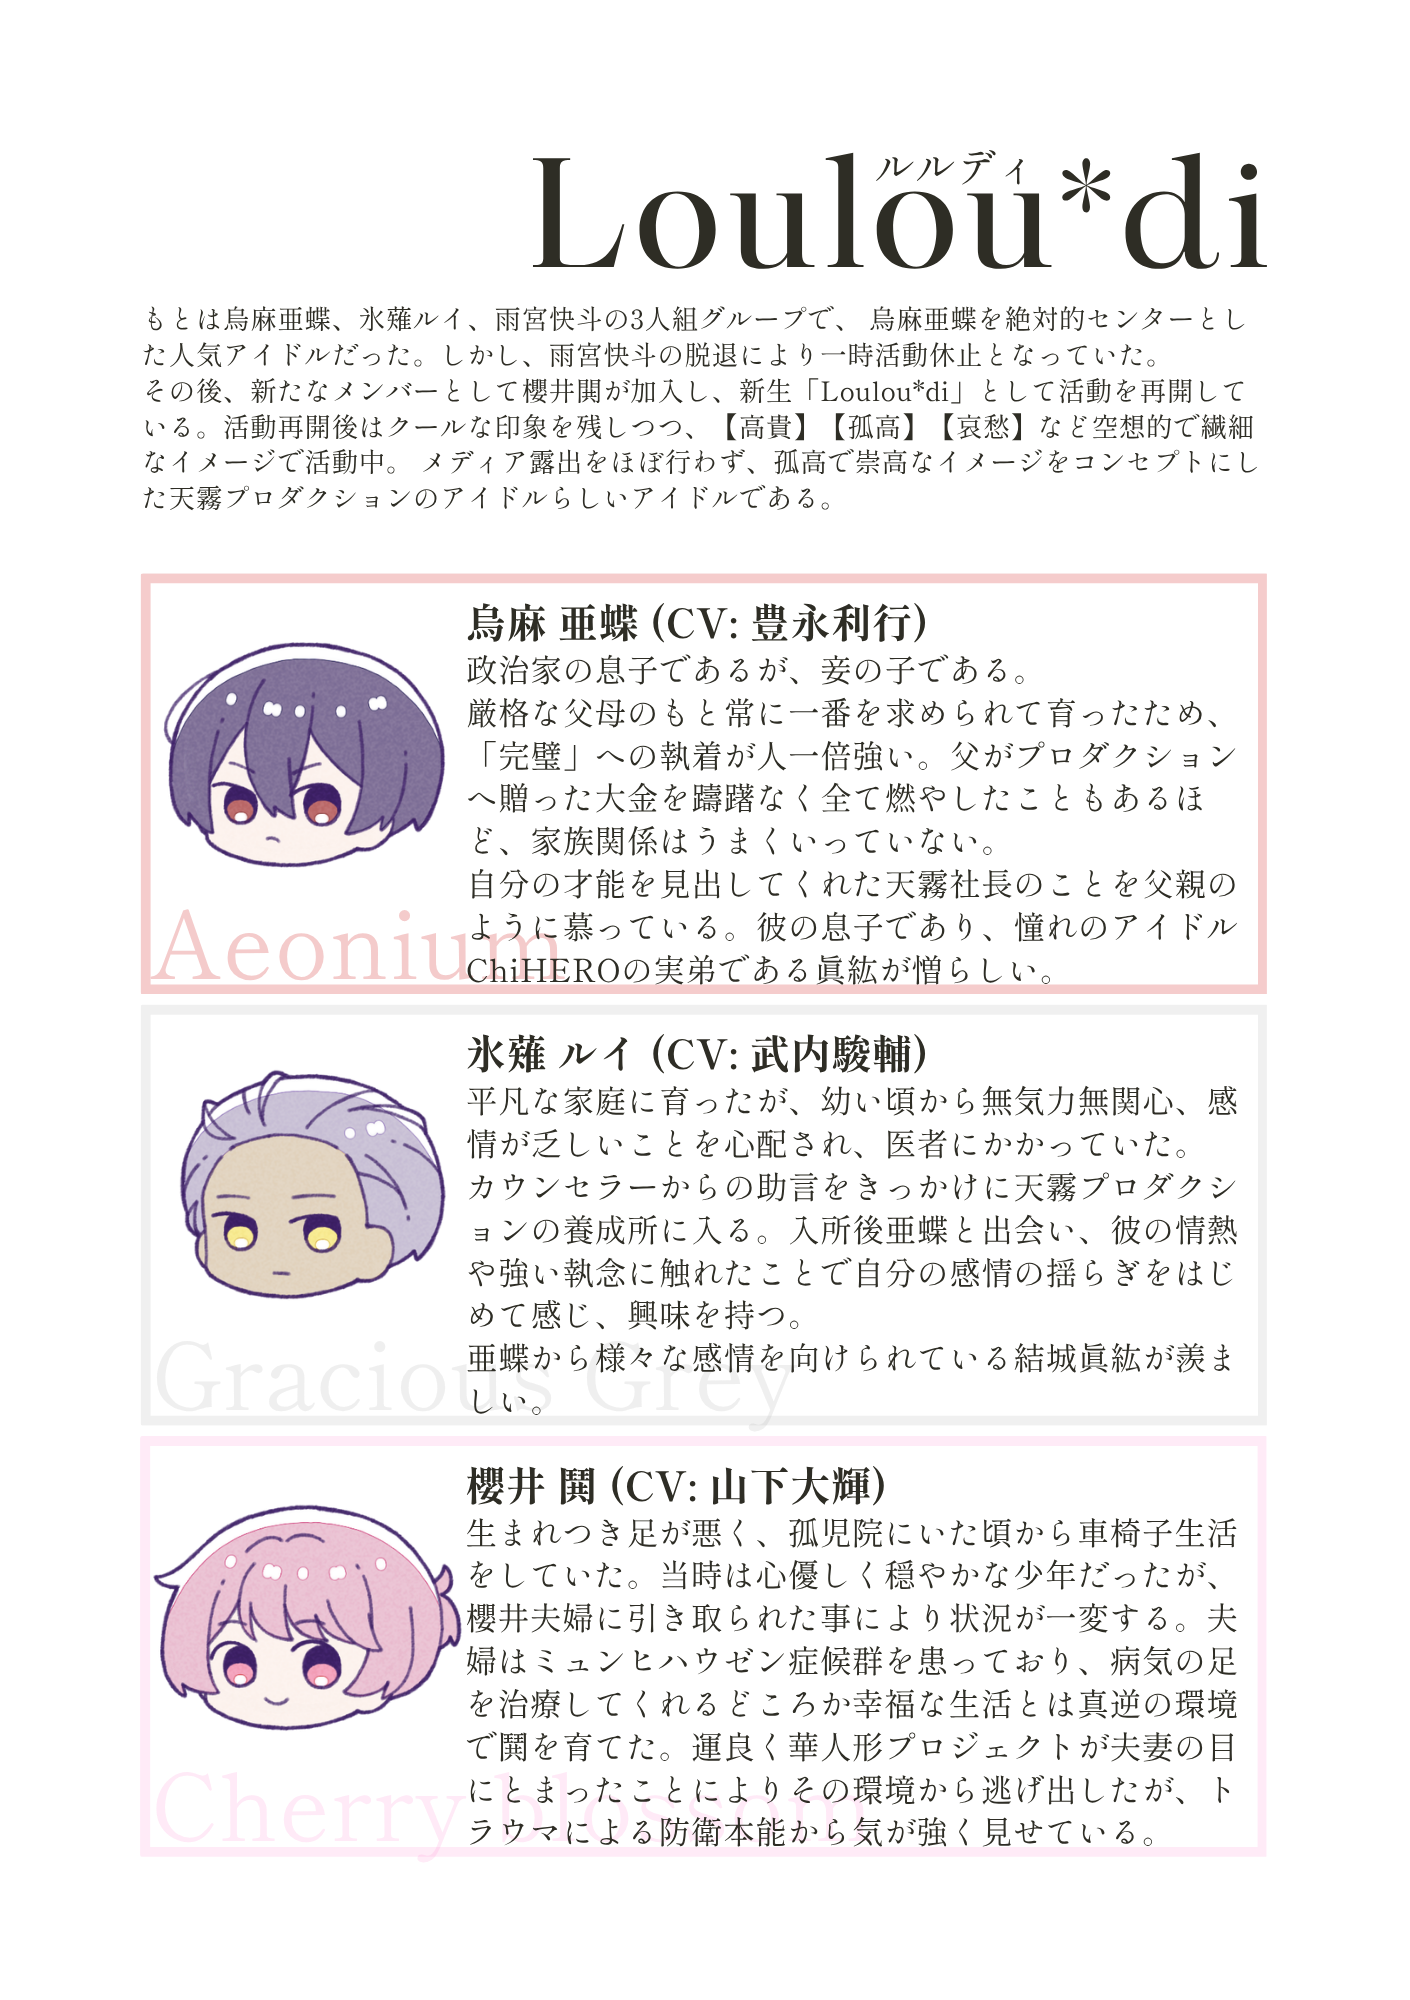 ルルディ
Loulou*di
もとは烏麻亜蝶、氷薙ルイ、雨宮快斗の3人組グループで、 烏麻亜蝶を絶対的センターとし
た人気アイドルだった。しかし、雨宮快斗の脱退により一時活動休止となっていた。
その後、新たなメンバーとして櫻井鬨が加入し、新生「Loulou*di」として活動を再開して
いる。活動再開後はクールな印象を残しつつ、【高貴】【孤高】【哀愁】など空想的で繊細
なイメージで活動中。 メディア露出をほぼ行わず、孤高で崇高なイメージをコンセプトにし
た天霧プロダクションのアイドルらしいアイドルである。
烏麻 亜蝶 (CV: 豊永利行)
政治家の息子であるが、妾の子である。
厳格な父母のもと常に一番を求められて育ったため、
「完璧」への執着が人一倍強い。父がプロダクション
へ贈った大金を躊躇なく全て燃やしたこともあるほ
ど、家族関係はうまくいっていない。
自分の才能を見出してくれた天霧社長のことを父親の
ように慕っている。彼の息子であり、憧れのアイドル
ChiHEROの実弟である眞紘が憎らしい。
Aeonium
氷薙 ルイ (CV: 武内駿輔)
平凡な家庭に育ったが、幼い頃から無気力無関心、感
情が乏しいことを心配され、医者にかかっていた。
カウンセラーからの助言をきっかけに天霧プロダクシ
ョンの養成所に入る。入所後亜蝶と出会い、彼の情熱
や強い執念に触れたことで自分の感情の揺らぎをはじ
めて感じ、興味を持つ。
亜蝶から様々な感情を向けられている結城眞紘が羨ま
しい。
Gracious Grey
櫻井 鬨 (CV: 山下大輝)
生まれつき足が悪く、孤児院にいた頃から車椅子生活
をしていた。当時は心優しく穏やかな少年だったが、
櫻井夫婦に引き取られた事により状況が一変する。夫
婦はミュンヒハウゼン症候群を患っており、病気の足
を治療してくれるどころか幸福な生活とは真逆の環境
で鬨を育てた。運良く華人形プロジェクトが夫妻の目
にとまったことによりその環境から逃げ出したが、ト
ラウマによる防衛本能から気が強く見せている。
Cherry blossom